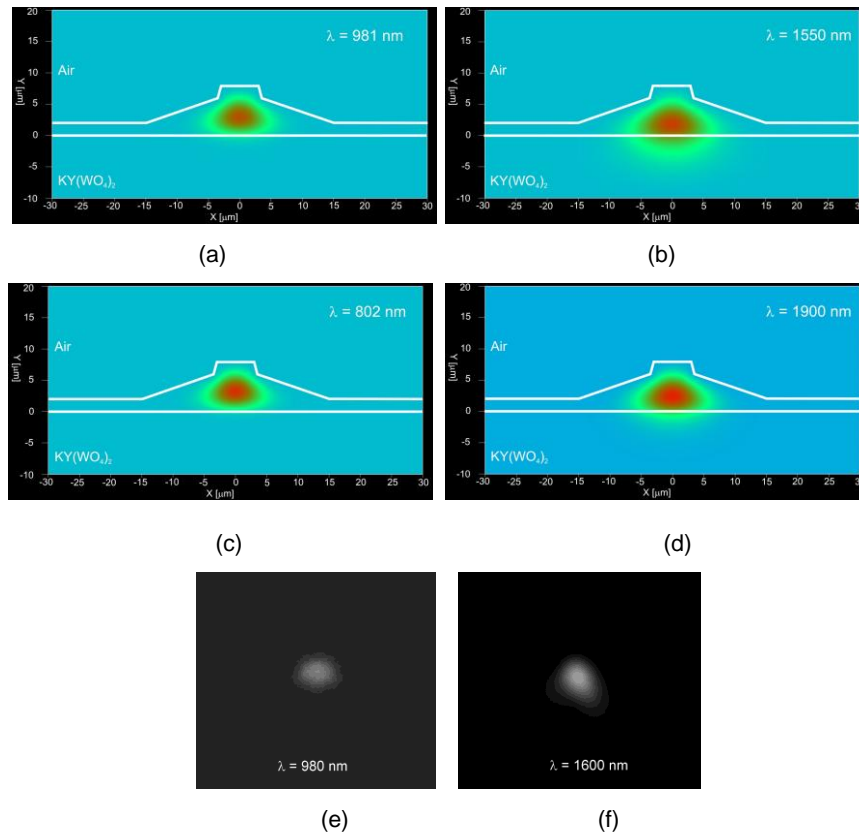 20
15
10
5
0
-5
-10
Y [μm]
λ = 981 nm
Air
KY(WO₄)₂
-30 -25 -20 -15 -10 -5 0 5 10 15 20 25 30
X [μm]
(a)
20
15
10
5
0
-5
-10
Y [μm]
λ = 1550 nm
Air
KY(WO₄)₂
-30 -25 -20 -15 -10 -5 0 5 10 15 20 25 30
X [μm]
(b)
20
15
10
5
0
-5
-10
Y [μm]
λ = 802 nm
Air
KY(WO₄)₂
-30 -25 -20 -15 -10 -5 0 5 10 15 20 25 30
X [μm]
(c)
20
15
10
5
0
-5
-10
Y [μm]
λ = 1900 nm
Air
KY(WO₄)₂
-30 -25 -20 -15 -10 -5 0 5 10 15 20 25 30
X [μm]
(d)
λ = 980 nm
(e)
λ = 1600 nm
(f)